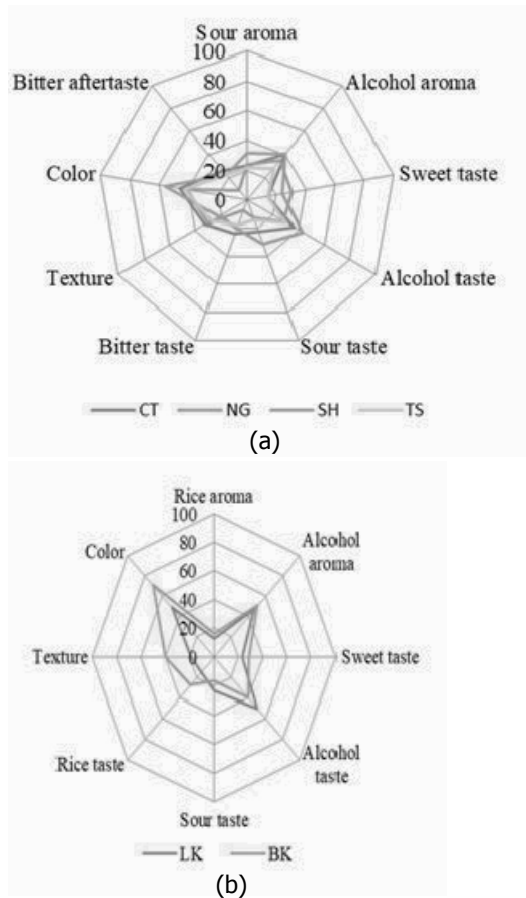 Sour aroma
100
Bitter aftertaste
Alcohol aroma
80
60
40
Color
Sweet taste
20
0
Texture
Alcohol taste
Bitter taste
Sour taste
CT NG SH TS
(a)
Rice aroma
100
Color
Alcohol
aroma
80
60
40
20
Texture
0
Sweet taste
Rice taste
Alcohol
taste
Sour taste
LK BK
(b)